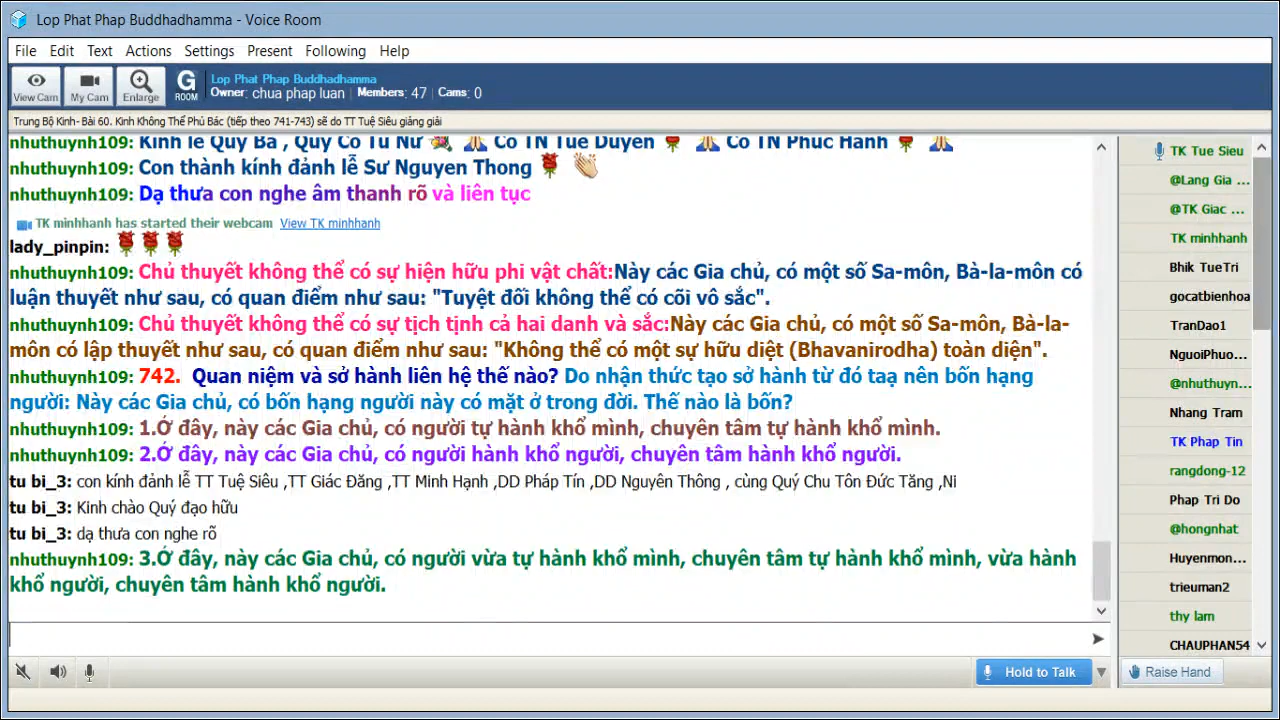 Lop Phat Phap Buddhadhamma - Voice Room
File Edit Text Actions Settings Present Following Help
View Cam My Cam Enlarge G ROOM
Lop Phat Phap Buddhadhamma
Owner: chua phap luan Members: 47 Cams: 0
Trung Bộ Kinh- Bài 60. Kinh Không Thể Phủ Bác (tiếp theo 741-743) sẽ do TT Tuệ Siêu giảng giải
nhuthuynh109: Kính lễ Quý Bà , Quý Cô Tu Nữ Cô TN Tuệ Duyên Cô TN Phúc Hạnh
nhuthuynh109: Con thành kính đảnh lễ Sư Nguyen Thong
nhuthuynh109: Dạ thưa con nghe âm thanh rõ và liên tục
TK minhhanh has started their webcam View TK minhhanh
lady_pinpin:
nhuthuynh109: Chủ thuyết không thể có sự hiện hữu phi vật chất:Này các Gia chủ, có một số Sa-môn, Bà-la-môn có
luận thuyết như sau, có quan điểm như sau: "Tuyệt đối không thể có cõi vô sắc".
nhuthuynh109: Chủ thuyết không thể có sự tịch tịnh cả hai danh và sắc:Này các Gia chủ, có một số Sa-môn, Bà-la-
môn có lập thuyết như sau, có quan điểm như sau: "Không thể có một sự hữu diệt (Bhavanirodha) toàn diện".
nhuthuynh109: 742. Quan niệm và sở hành liên hệ thế nào? Do nhận thức tạo sở hành từ đó taạ nên bốn hạng
người: Này các Gia chủ, có bốn hạng người này có mặt ở trong đời. Thế nào là bốn?
nhuthuynh109: 1.Ở đây, này các Gia chủ, có người tự hành khổ mình, chuyên tâm tự hành khổ mình.
nhuthuynh109: 2.Ở đây, này các Gia chủ, có người hành khổ người, chuyên tâm hành khổ người.
tu bi_3: con kính đảnh lễ TT Tuệ Siêu ,TT Giác Đăng ,TT Minh Hạnh ,DD Pháp Tín ,DD Nguyên Thông , cùng Quý Chu Tôn Đức Tăng ,Ni
tu bi_3: Kinh chào Quý đạo hữu
tu bi_3: dạ thưa con nghe rõ
nhuthuynh109: 3.Ở đây, này các Gia chủ, có người vừa tự hành khổ mình, chuyên tâm tự hành khổ mình, vừa hành
khổ người, chuyên tâm hành khổ người.
Hold to Talk
TK Tue Sieu
@Lang Gia ...
@TK Giac ...
TK minhhanh
Bhik TueTri
gocatbienhoa
TranDao1
NguoiPhuo...
@nhuthuyn...
Nhang Tram
TK Phap Tin
rangdong-12
Phap Tri Do
@hongnhat
Huyenmon...
trieuman2
thy lam
CHAUPHAN54
Raise Hand